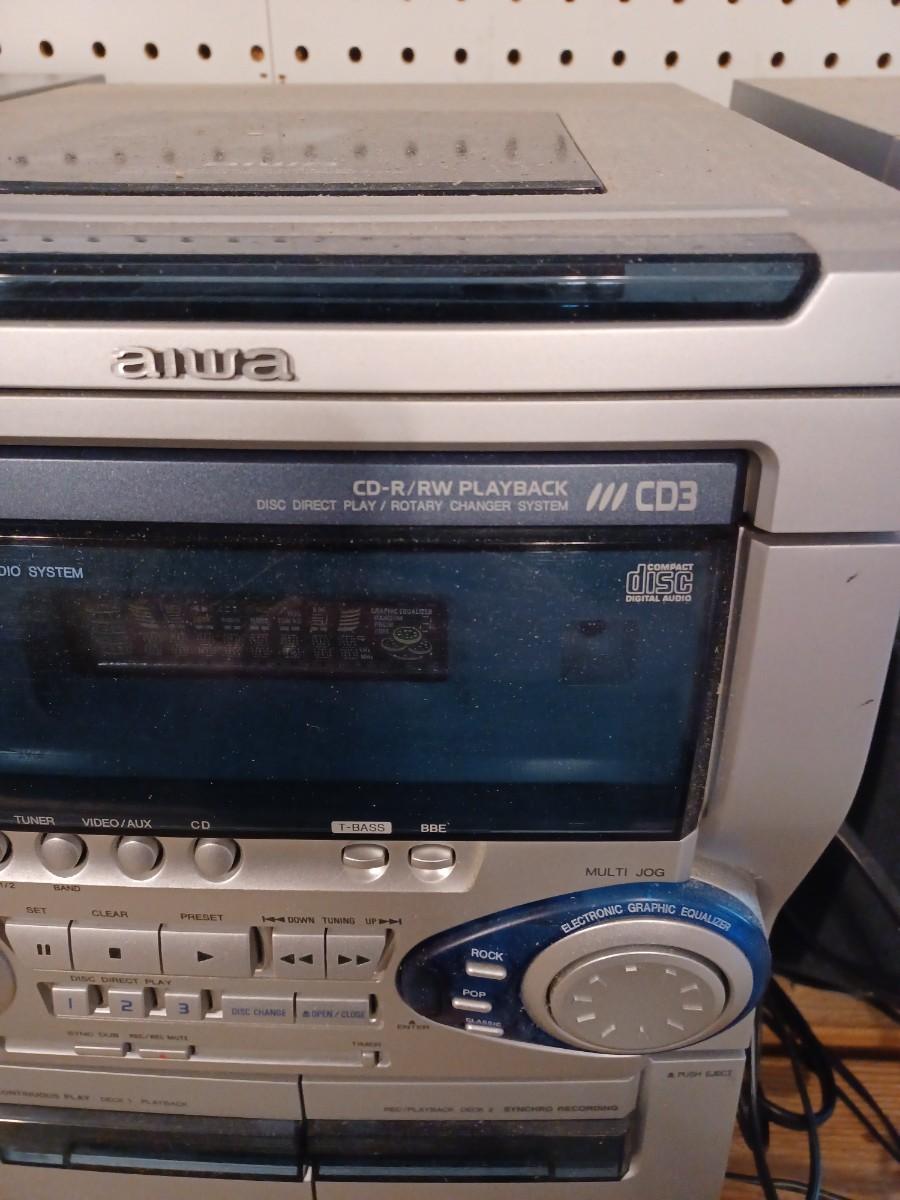 aiwa
CD-R/RW PLAYBACK
DISC DIRECT PLAY / ROTARY CHANGER SYSTEM
CD3
DIO SYSTEM
COMPACT
disc
DIGITAL AUDIO
GRAPHIC EQUALIZER
TUNER VIDEO/AUX CD T-BASS BBE
1/2 BAND
MULTI JOG
ELECTRONIC GRAPHIC EQUALIZER
SET CLEAR PRESET DOWN TUNING UP
ROCK
POP
CLASSIC
DISC DIRECT PLAY
1 2 3 DISC CHANGE OPEN/CLOSE
ENTER
SYNC DUB REC/REC MUTE
TIMER
PUSH EJECT
CONTINUOUS PLAY DECK 1 PLAYBACK
REC/PLAYBACK DECK 2 SYNCHRO RECORDING